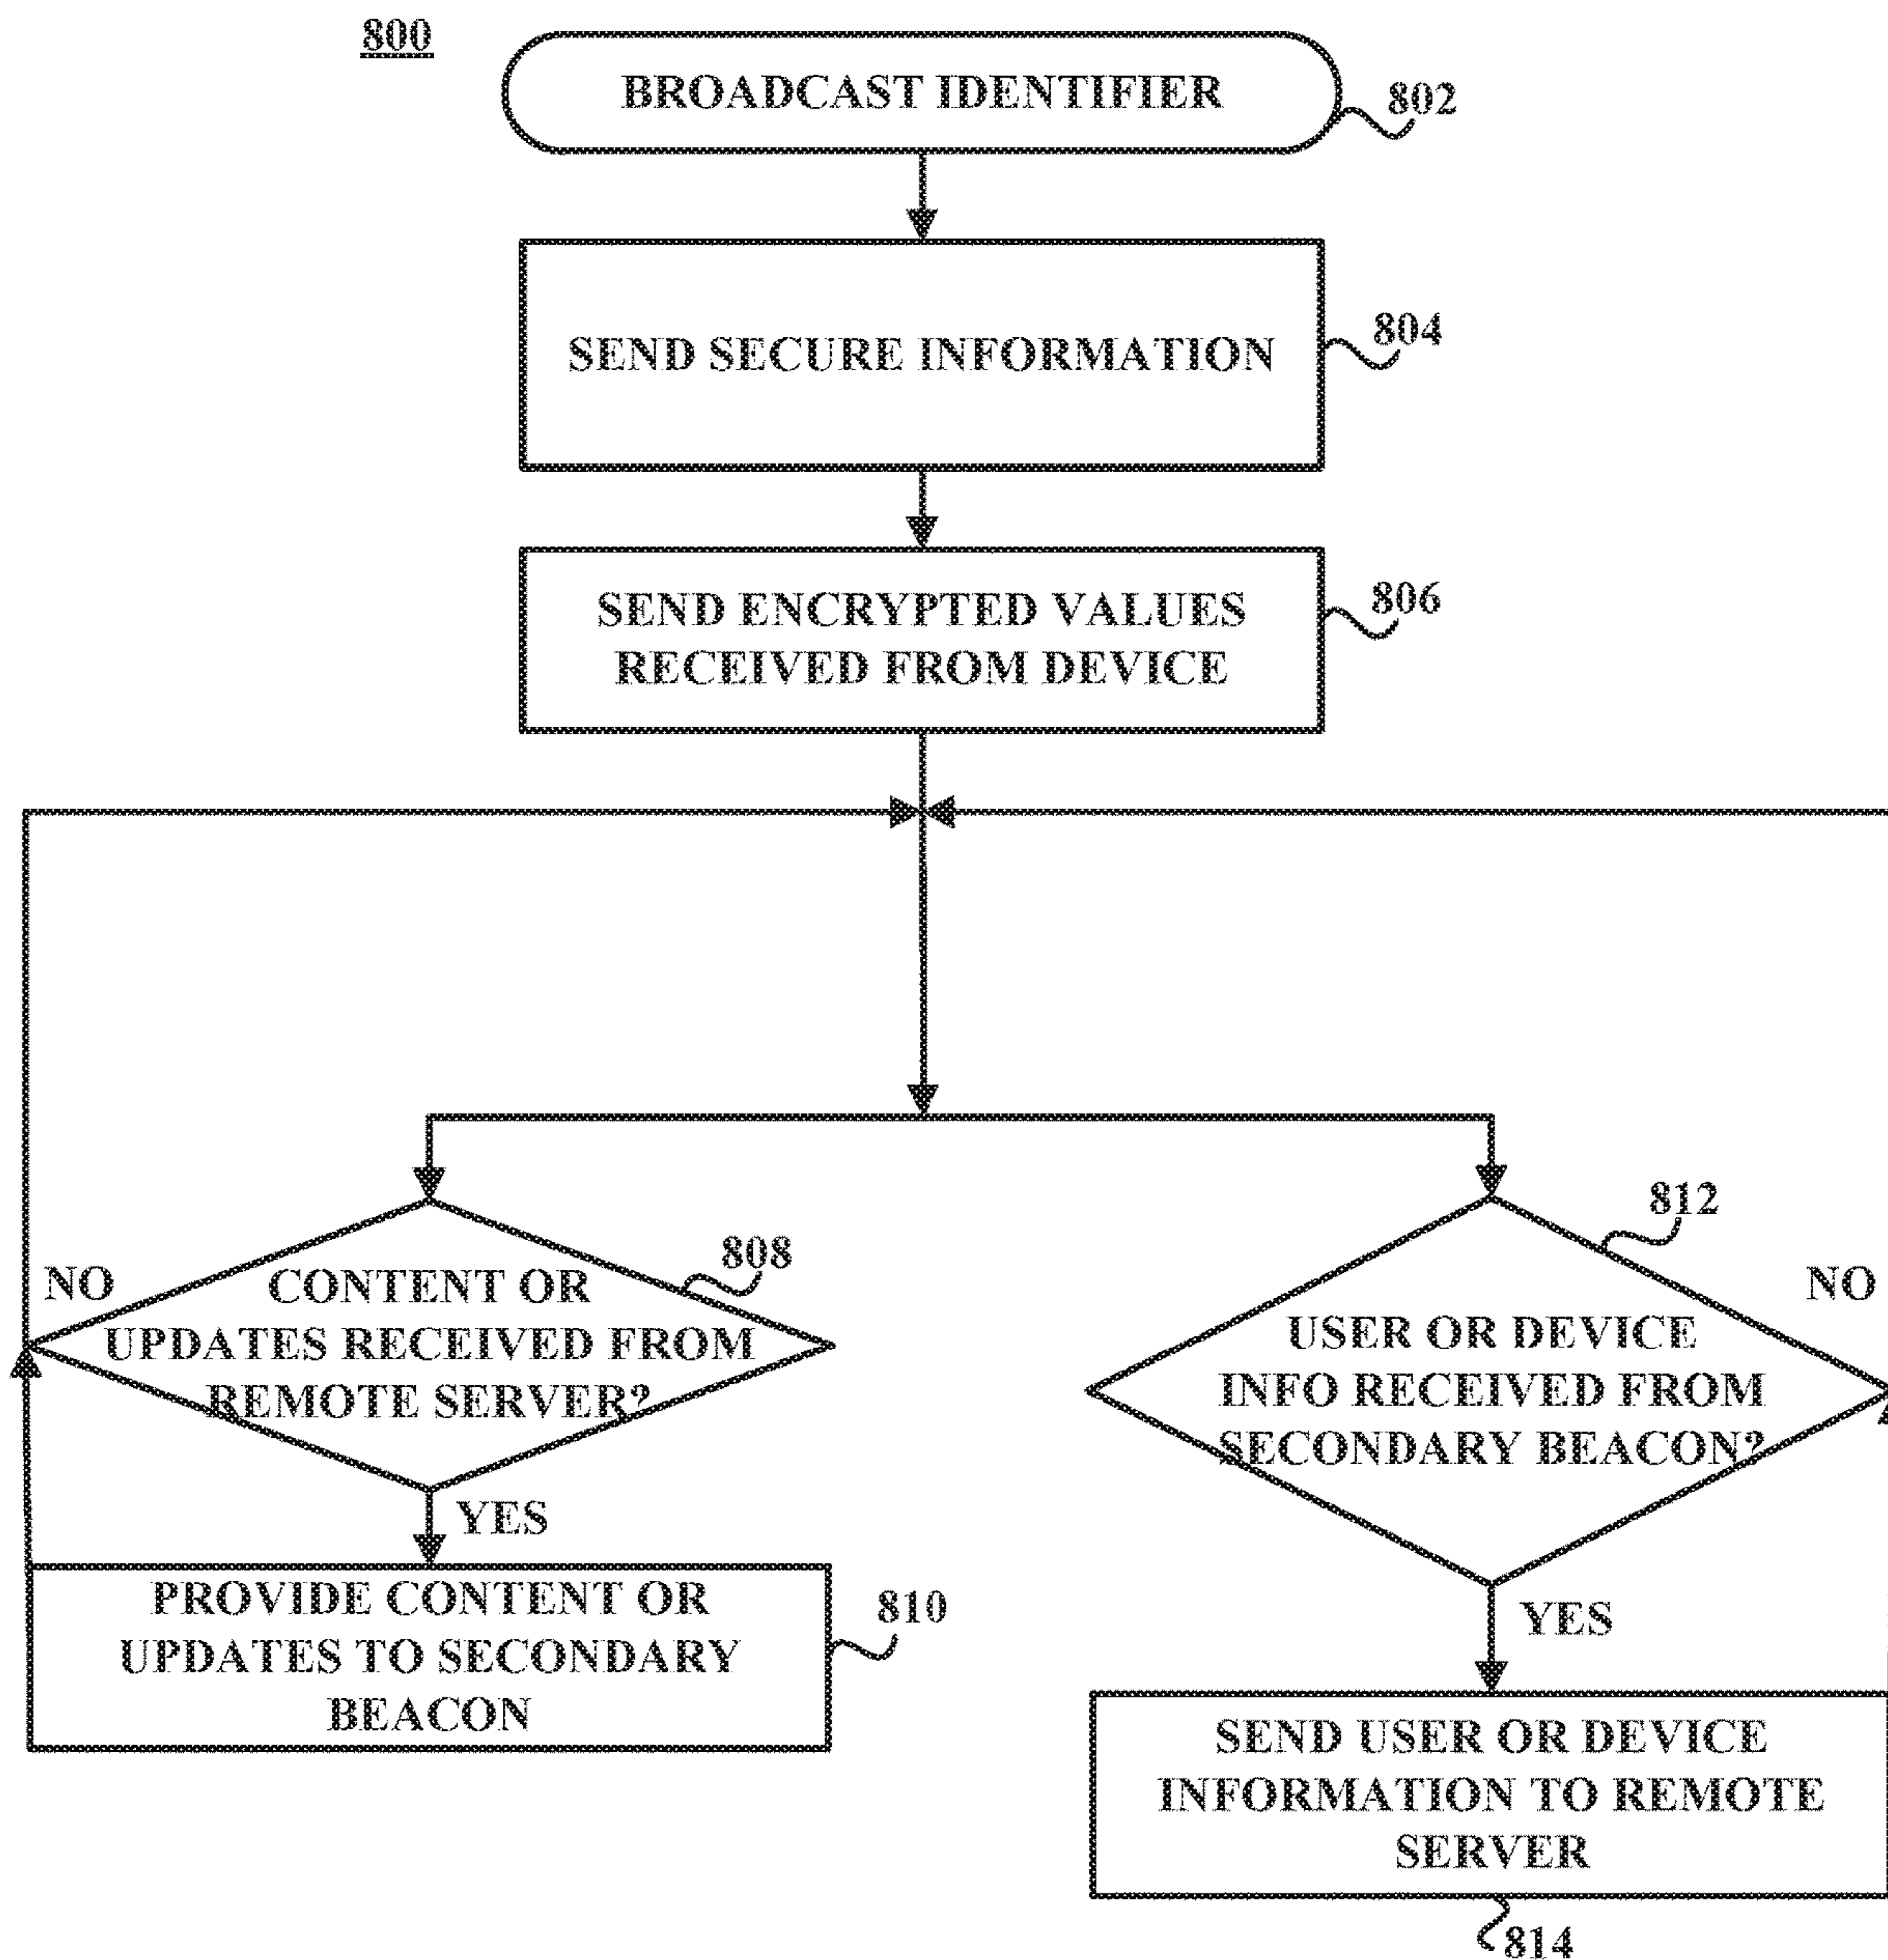 800
BROADCAST IDENTIFIER
802
SEND SECURE INFORMATION
804
SEND ENCRYPTED VALUES
RECEIVED FROM DEVICE
806
808
NO
CONTENT OR
UPDATES RECEIVED FROM
REMOTE SERVER?
YES
PROVIDE CONTENT OR
UPDATES TO SECONDARY
BEACON
810
812
NO
USER OR DEVICE
INFO RECEIVED FROM
SECONDARY BEACON?
YES
SEND USER OR DEVICE
INFORMATION TO REMOTE
SERVER
814